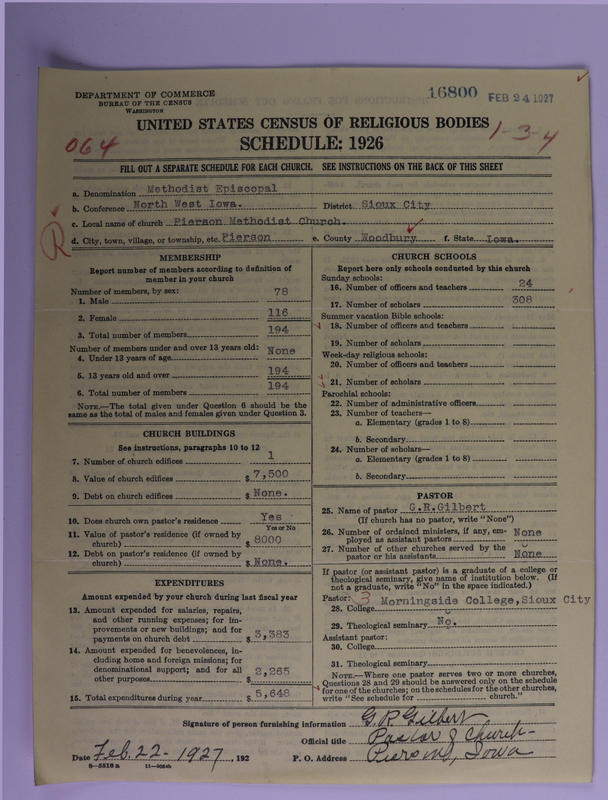 DEPARTMENT OF COMMERCE
BUREAU OF THE CENSUS
WASHINGTON
16800 FEB 24 1927
UNITED STATES CENSUS OF RELIGIOUS BODIES
1-3-4
064
SCHEDULE: 1926
FILL OUT A SEPARATE SCHEDULE FOR EACH CHURCH. SEE INSTRUCTIONS ON THE BACK OF THIS SHEET
a. Denomination Methodist Episcopal
b. Conference North West Iowa. District Sioux City
c. Local name of church Pierson Methodist Church.
R
d. City, town, village, or township, etc. Pierson e. County Woodbury f. State Iowa.
MEMBERSHIP
Report number of members according to definition of
member in your church
Number of members, by sex:
1. Male 78
2. Female 116
3. Total number of members 194
Number of members under and over 13 years old:
4. Under 13 years of age None
5. 13 years old and over 194
6. Total number of members 194
NOTE.—The total given under Question 6 should be the
same as the total of males and females given under Question 3.
CHURCH BUILDINGS
See instructions, paragraphs 10 to 12
7. Number of church edifices 1
8. Value of church edifices $ 7,500
9. Debt on church edifices $ None.
10. Does church own pastor's residence Yes
Yes or No
11. Value of pastor's residence (if owned by
church) $ 8000
12. Debt on pastor's residence (if owned by
church) $ None.
EXPENDITURES
Amount expended by your church during last fiscal year
13. Amount expended for salaries, repairs,
and other running expenses; for im-
provements or new buildings; and for
payments on church debt $ 3,383
14. Amount expended for benevolences, in-
cluding home and foreign missions; for
denominational support; and for all
other purposes $ 2,265
15. Total expenditures during year $ 5,648
CHURCH SCHOOLS
Report here only schools conducted by this church
Sunday schools:
16. Number of officers and teachers 24
17. Number of scholars 308
Summer vacation Bible schools:
18. Number of officers and teachers
19. Number of scholars
Week-day religious schools:
20. Number of officers and teachers
21. Number of scholars
Parochial schools:
22. Number of administrative officers
23. Number of teachers—
a. Elementary (grades 1 to 8)
b. Secondary
24. Number of scholars—
a. Elementary (grades 1 to 8)
b. Secondary
PASTOR
25. Name of pastor G.R.Gilbert
(If church has no pastor, write "None")
26. Number of ordained ministers, if any, em-
ployed as assistant pastors None
27. Number of other churches served by the
pastor or his assistants None
If pastor (or assistant pastor) is a graduate of a college or
theological seminary, give name of institution below. (If
not a graduate, write "No" in the space indicated.)
Pastor: 3 Morningside College, Sioux City
28. College
29. Theological seminary No.
Assistant pastor:
30. College
31. Theological seminary
NOTE.—Where one pastor serves two or more churches,
Questions 28 and 29 should be answered only on the schedule
for one of the churches; on the schedules for the other churches,
write "See schedule for church."
Signature of person furnishing information G. R Gilbert
Official title Pastor of Church-
Date Feb. 22- 1927, 192 P. O. Address Pierson, Iowa